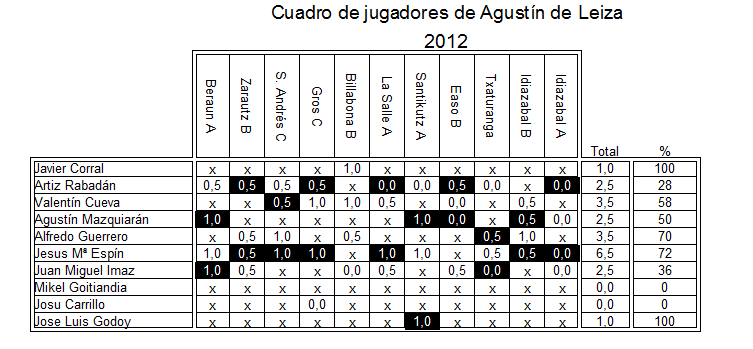 Cuadro de jugadores de Agustín de Leiza
2012
Beraun A Zarautz B S. Andrés C Gros C Billabona B La Salle A Santikutz A Easo B Txaturanga Idiazabal B Idiazabal A Total %
Javier Corral x x x x 1,0 x x x x x x 1,0 100
Artiz Rabadán 0,5 0,5 0,5 0,5 x 0,0 0,0 0,5 0,0 x 0,0 2,5 28
Valentín Cueva x x 0,5 1,0 1,0 0,5 x 0,0 x 0,5 x 3,5 58
Agustín Mazquiarán 1,0 x x x x x 1,0 0,0 x 0,5 0,0 2,5 50
Alfredo Guerrero x 0,5 1,0 x 0,5 x x x 0,5 1,0 x 3,5 70
Jesus Mª Espín 1,0 0,5 1,0 1,0 x 1,0 1,0 x 0,5 0,5 0,0 6,5 72
Juan Miguel Imaz 1,0 0,5 x x 0,0 0,5 x 0,5 0,0 x 0,0 2,5 36
Mikel Goitiandia x x x x x x x x x x x 0,0 0
Josu Carrillo x x x 0,0 x x x x x x x 0,0 0
Jose Luis Godoy x x x x x x 1,0 x x x x 1,0 100